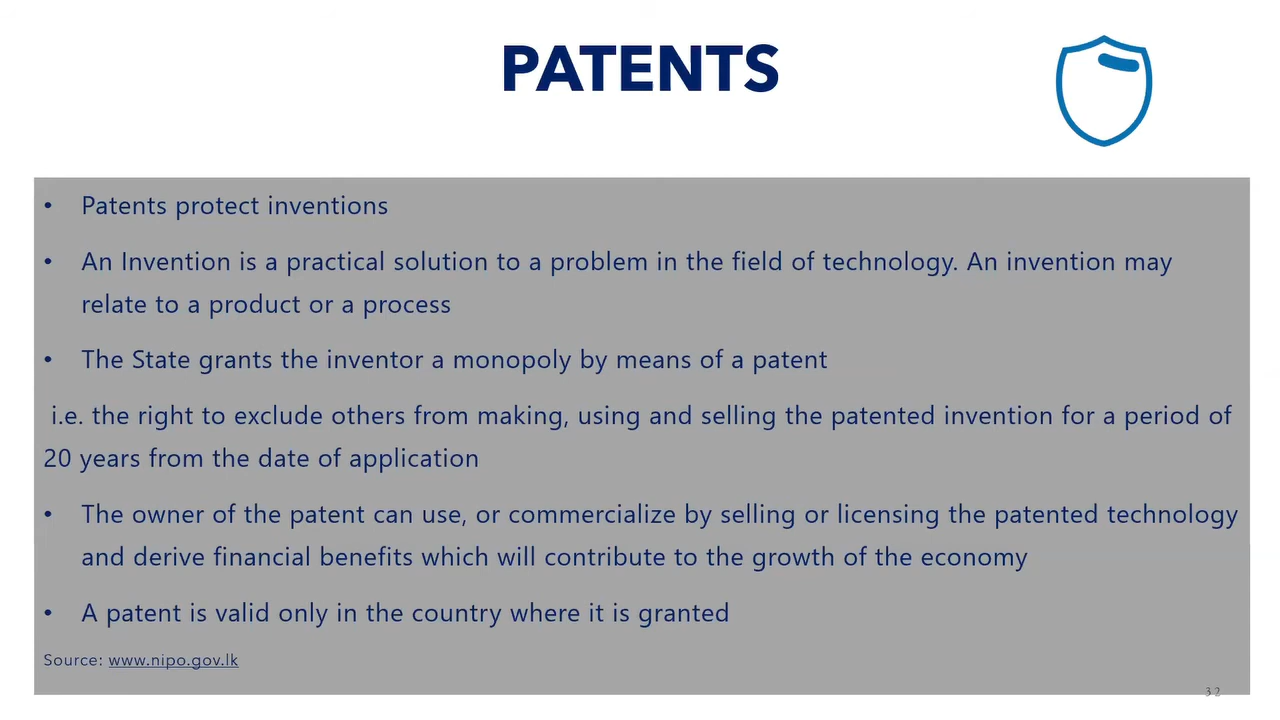 PATENTS
• Patents protect inventions
• An Invention is a practical solution to a problem in the field of technology. An invention may
relate to a product or a process
• The State grants the inventor a monopoly by means of a patent
i.e. the right to exclude others from making, using and selling the patented invention for a period of
20 years from the date of application
• The owner of the patent can use, or commercialize by selling or licensing the patented technology
and derive financial benefits which will contribute to the growth of the economy
• A patent is valid only in the country where it is granted
Source: www.nipo.gov.lk
32